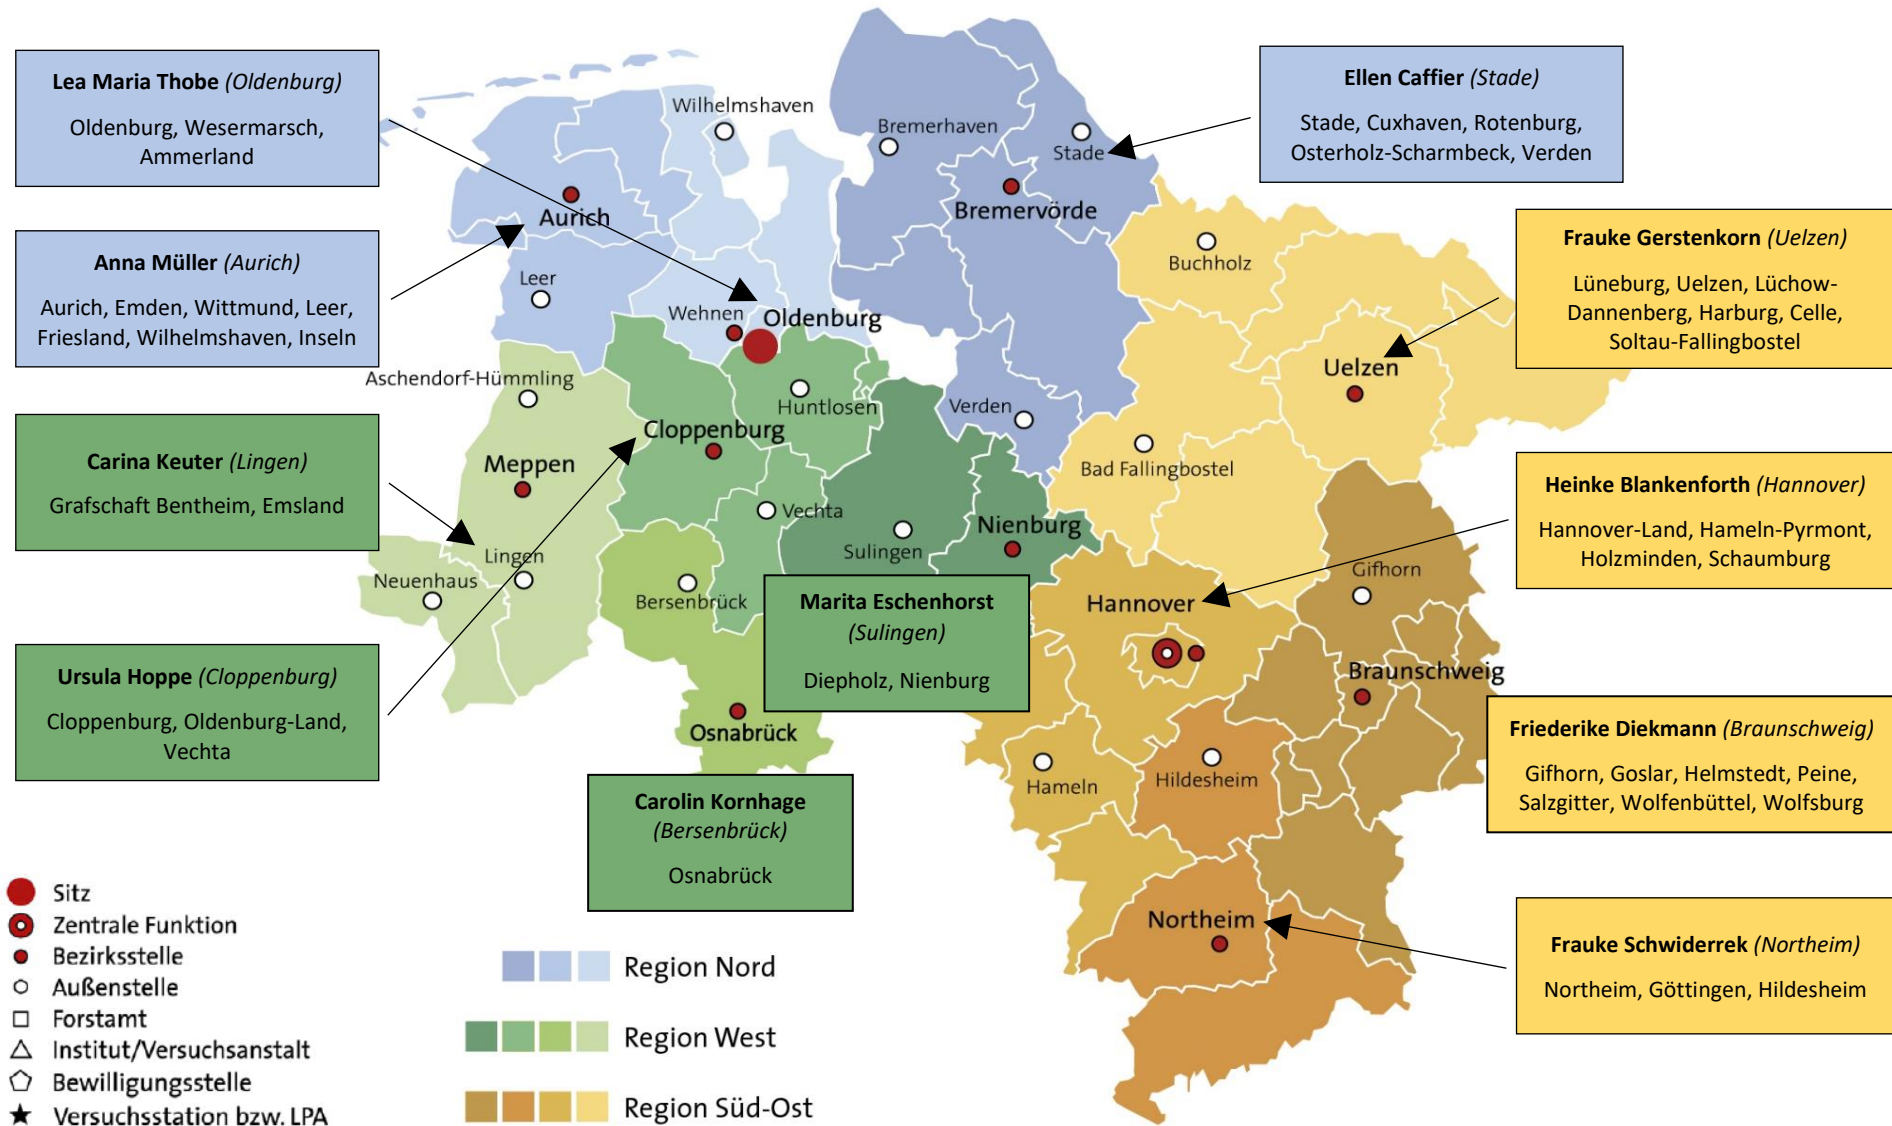 Lea Maria Thobe (Oldenburg)
Oldenburg, Wesermarsch,
Ammerland
Anna Müller (Aurich)
Aurich, Emden, Wittmund, Leer,
Friesland, Wilhelmshaven, Inseln
Carina Keuter (Lingen)
Grafschaft Bentheim, Emsland
Ursula Hoppe (Cloppenburg)
Cloppenburg, Oldenburg-Land,
Vechta
Marita Eschenhorst
(Sulingen)
Diepholz, Nienburg
Carolin Kornhage
(Bersenbrück)
Osnabrück
Ellen Caffier (Stade)
Stade, Cuxhaven, Rotenburg,
Osterholz-Scharmbeck, Verden
Frauke Gerstenkorn (Uelzen)
Lüneburg, Uelzen, Lüchow-
Dannenberg, Harburg, Celle,
Soltau-Fallingbostel
Heinke Blankenforth (Hannover)
Hannover-Land, Hameln-Pyrmont,
Holzminden, Schaumburg
Friederike Diekmann (Braunschweig)
Gifhorn, Goslar, Helmstedt, Peine,
Salzgitter, Wolfenbüttel, Wolfsburg
Frauke Schwiderrek (Northeim)
Northeim, Göttingen, Hildesheim
Wilhelmshaven
Bremerhaven
Stade
Aurich
Bremervörde
Buchholz
Leer
Wehnen
Oldenburg
Uelzen
Aschendorf-Hümmling
Huntlosen
Verden
Cloppenburg
Meppen
Bad Fallingbostel
Vechta
Nienburg
Sulingen
Lingen
Neuenhaus
Bersenbrück
Gifhorn
Hannover
Braunschweig
Osnabrück
Hameln
Hildesheim
Northeim
Sitz
Zentrale Funktion
Bezirksstelle
Außenstelle
Forstamt
Institut/Versuchsanstalt
Bewilligungsstelle
Versuchsstation bzw. LPA
Region Nord
Region West
Region Süd-Ost